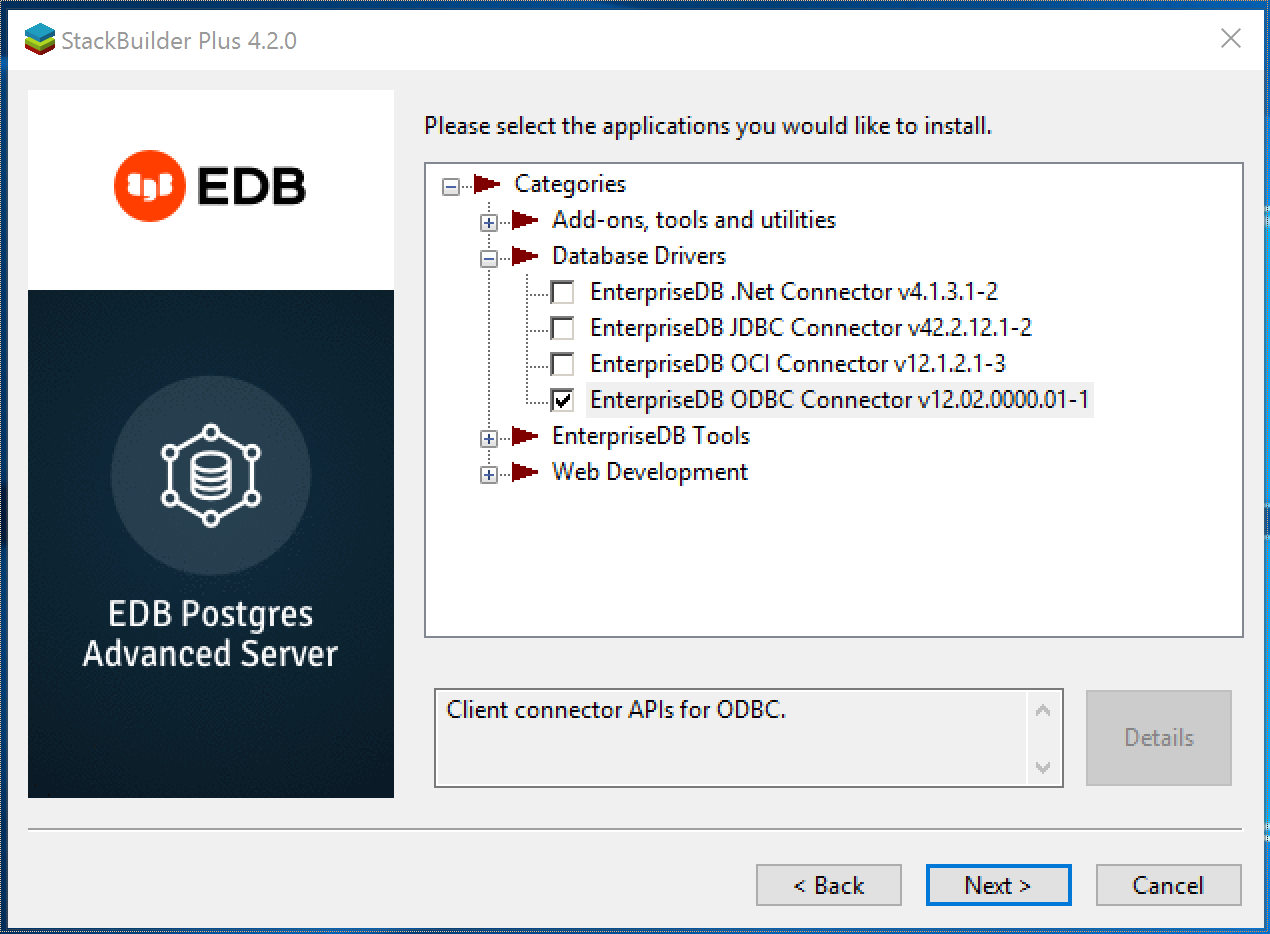 StackBuilder Plus 4.2.0
EDB
EDB Postgres
Advanced Server
Please select the applications you would like to install.
Categories
Add-ons, tools and utilities
Database Drivers
EnterpriseDB .Net Connector v4.1.3.1-2
EnterpriseDB JDBC Connector v42.2.12.1-2
EnterpriseDB OCI Connector v12.1.2.1-3
EnterpriseDB ODBC Connector v12.02.0000.01-1
EnterpriseDB Tools
Web Development
Client connector APIs for ODBC.
Details
< Back
Next >
Cancel